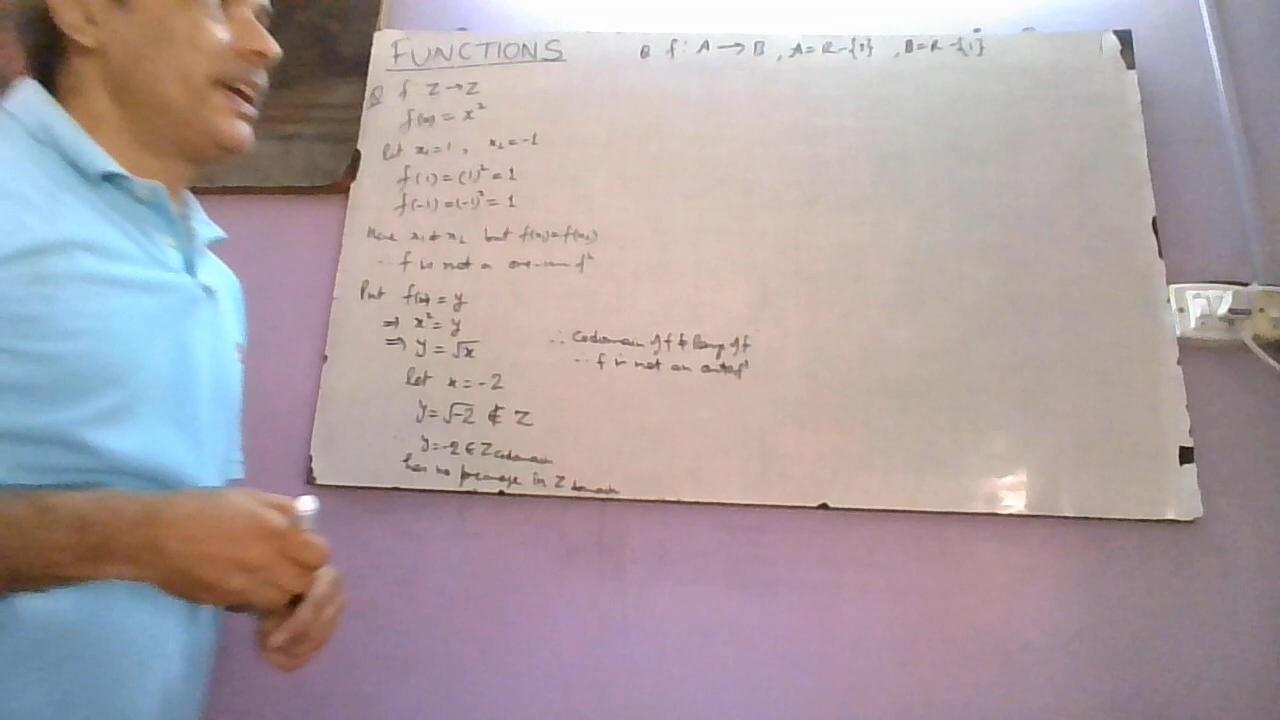 FUNCTIONS
Q f: A → B, A = R-{3}, B = R-{1}
Q f Z→Z
f(x) = x²
let x₁=1, x₂=-1
f(1) = (1)² = 1
f(-1) = (-1)² = 1
Here x₁≠x₂ but f(x₁)=f(x₂)
∴ f is not a one-one fⁿ
Put f(x) = y
⇒ x² = y
⇒ y = √x
let x = -2
y = √-2 ∉ Z
y = -2 ∈ Z codomain
has no preimage in Z domain
∴ Codomain of f ≠ Range of f
∴ f is not an onto fⁿ